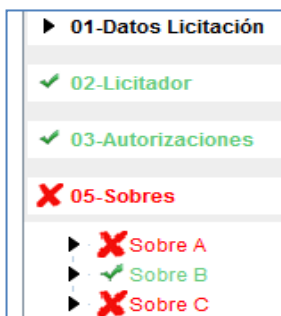 01-Datos Licitación
02-Licitador
03-Autorizaciones
05-Sobres
Sobre A
Sobre B
Sobre C